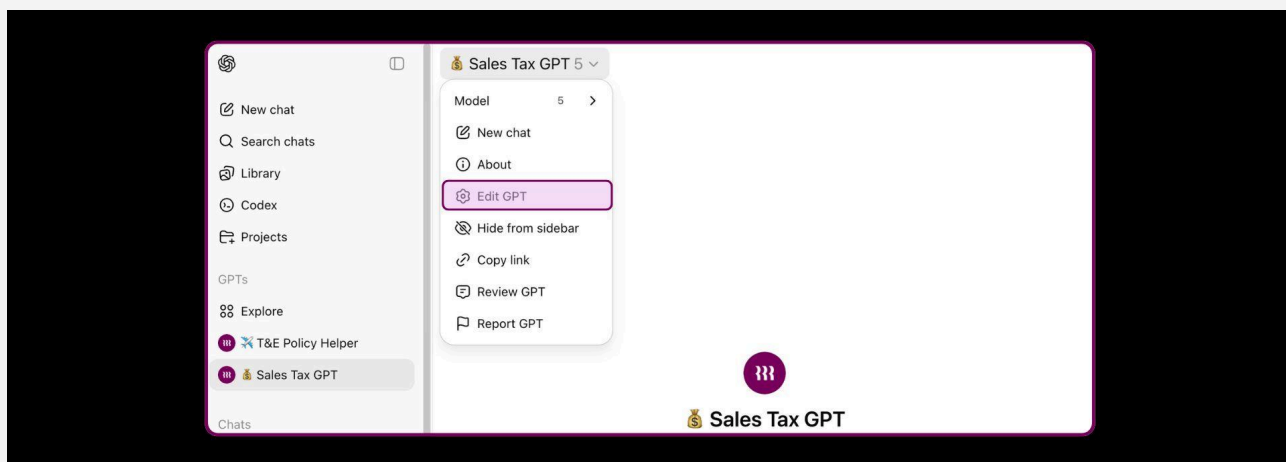 New chat
Search chats
Library
Codex
Projects
GPTs
Explore
T&E Policy Helper
Sales Tax GPT
Chats
Sales Tax GPT 5
Model 5
New chat
About
Edit GPT
Hide from sidebar
Copy link
Review GPT
Report GPT
Sales Tax GPT